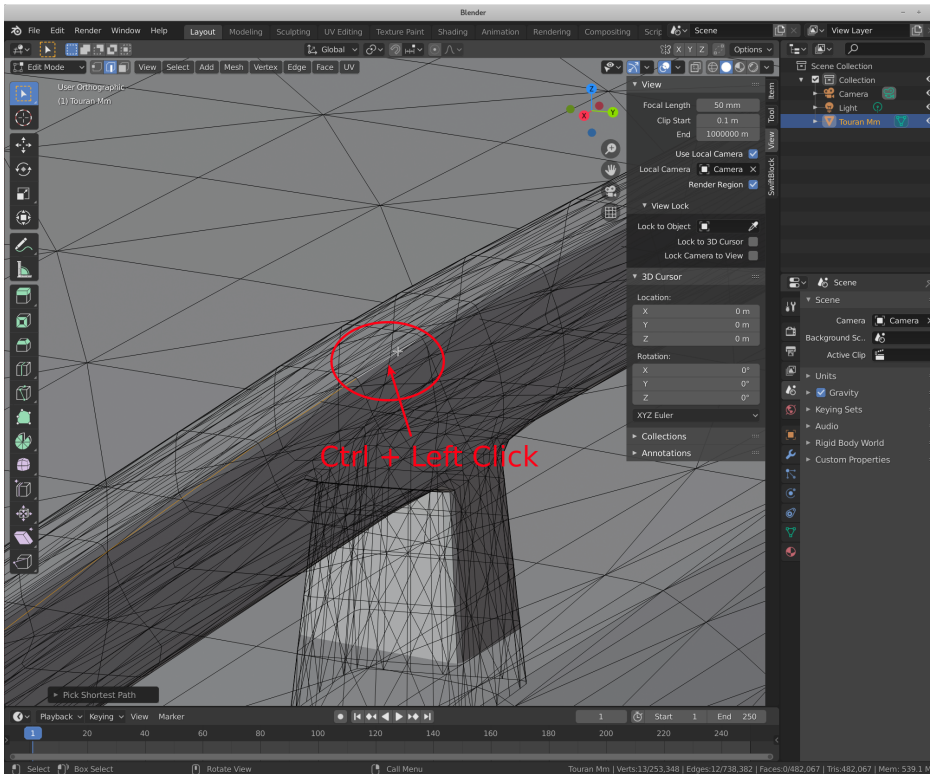 Blender
File Edit Render Window Help Layout Modeling Sculpting UV Editing Texture Paint Shading Animation Rendering Compositing Scrip Scene View Layer
Global X Y Z Options
Edit Mode View Select Add Mesh Vertex Edge Face UV
User Orthographic
(1) Touran Mm
Z
X
Y
View
Focal Length 50 mm
Clip Start 0.1 m
End 1000000 m
Use Local Camera
Local Camera Camera
Render Region
View Lock
Lock to Object
Lock to 3D Cursor
Lock Camera to View
3D Cursor
Location:
X 0 m
Y 0 m
Z 0 m
Rotation:
X 0°
Y 0°
Z 0°
XYZ Euler
Collections
Annotations
Item
Tool
View
SwiftBlock
Scene Collection
Collection
Camera
Light
Touran Mm
Scene
Scene
Camera Camera
Background Sc..
Active Clip
Units
Gravity
Keying Sets
Audio
Rigid Body World
Custom Properties
Ctrl + Left Click
Pick Shortest Path
Playback Keying View Marker 1 Start 1 End 250
1 20 40 60 80 100 120 140 160 180 200 220 240
Select Box Select Rotate View Call Menu Touran Mm | Verts:13/253,348 | Edges:12/738,382 | Faces:0/482,067 | Tris:482,067 | Mem: 539.1 M